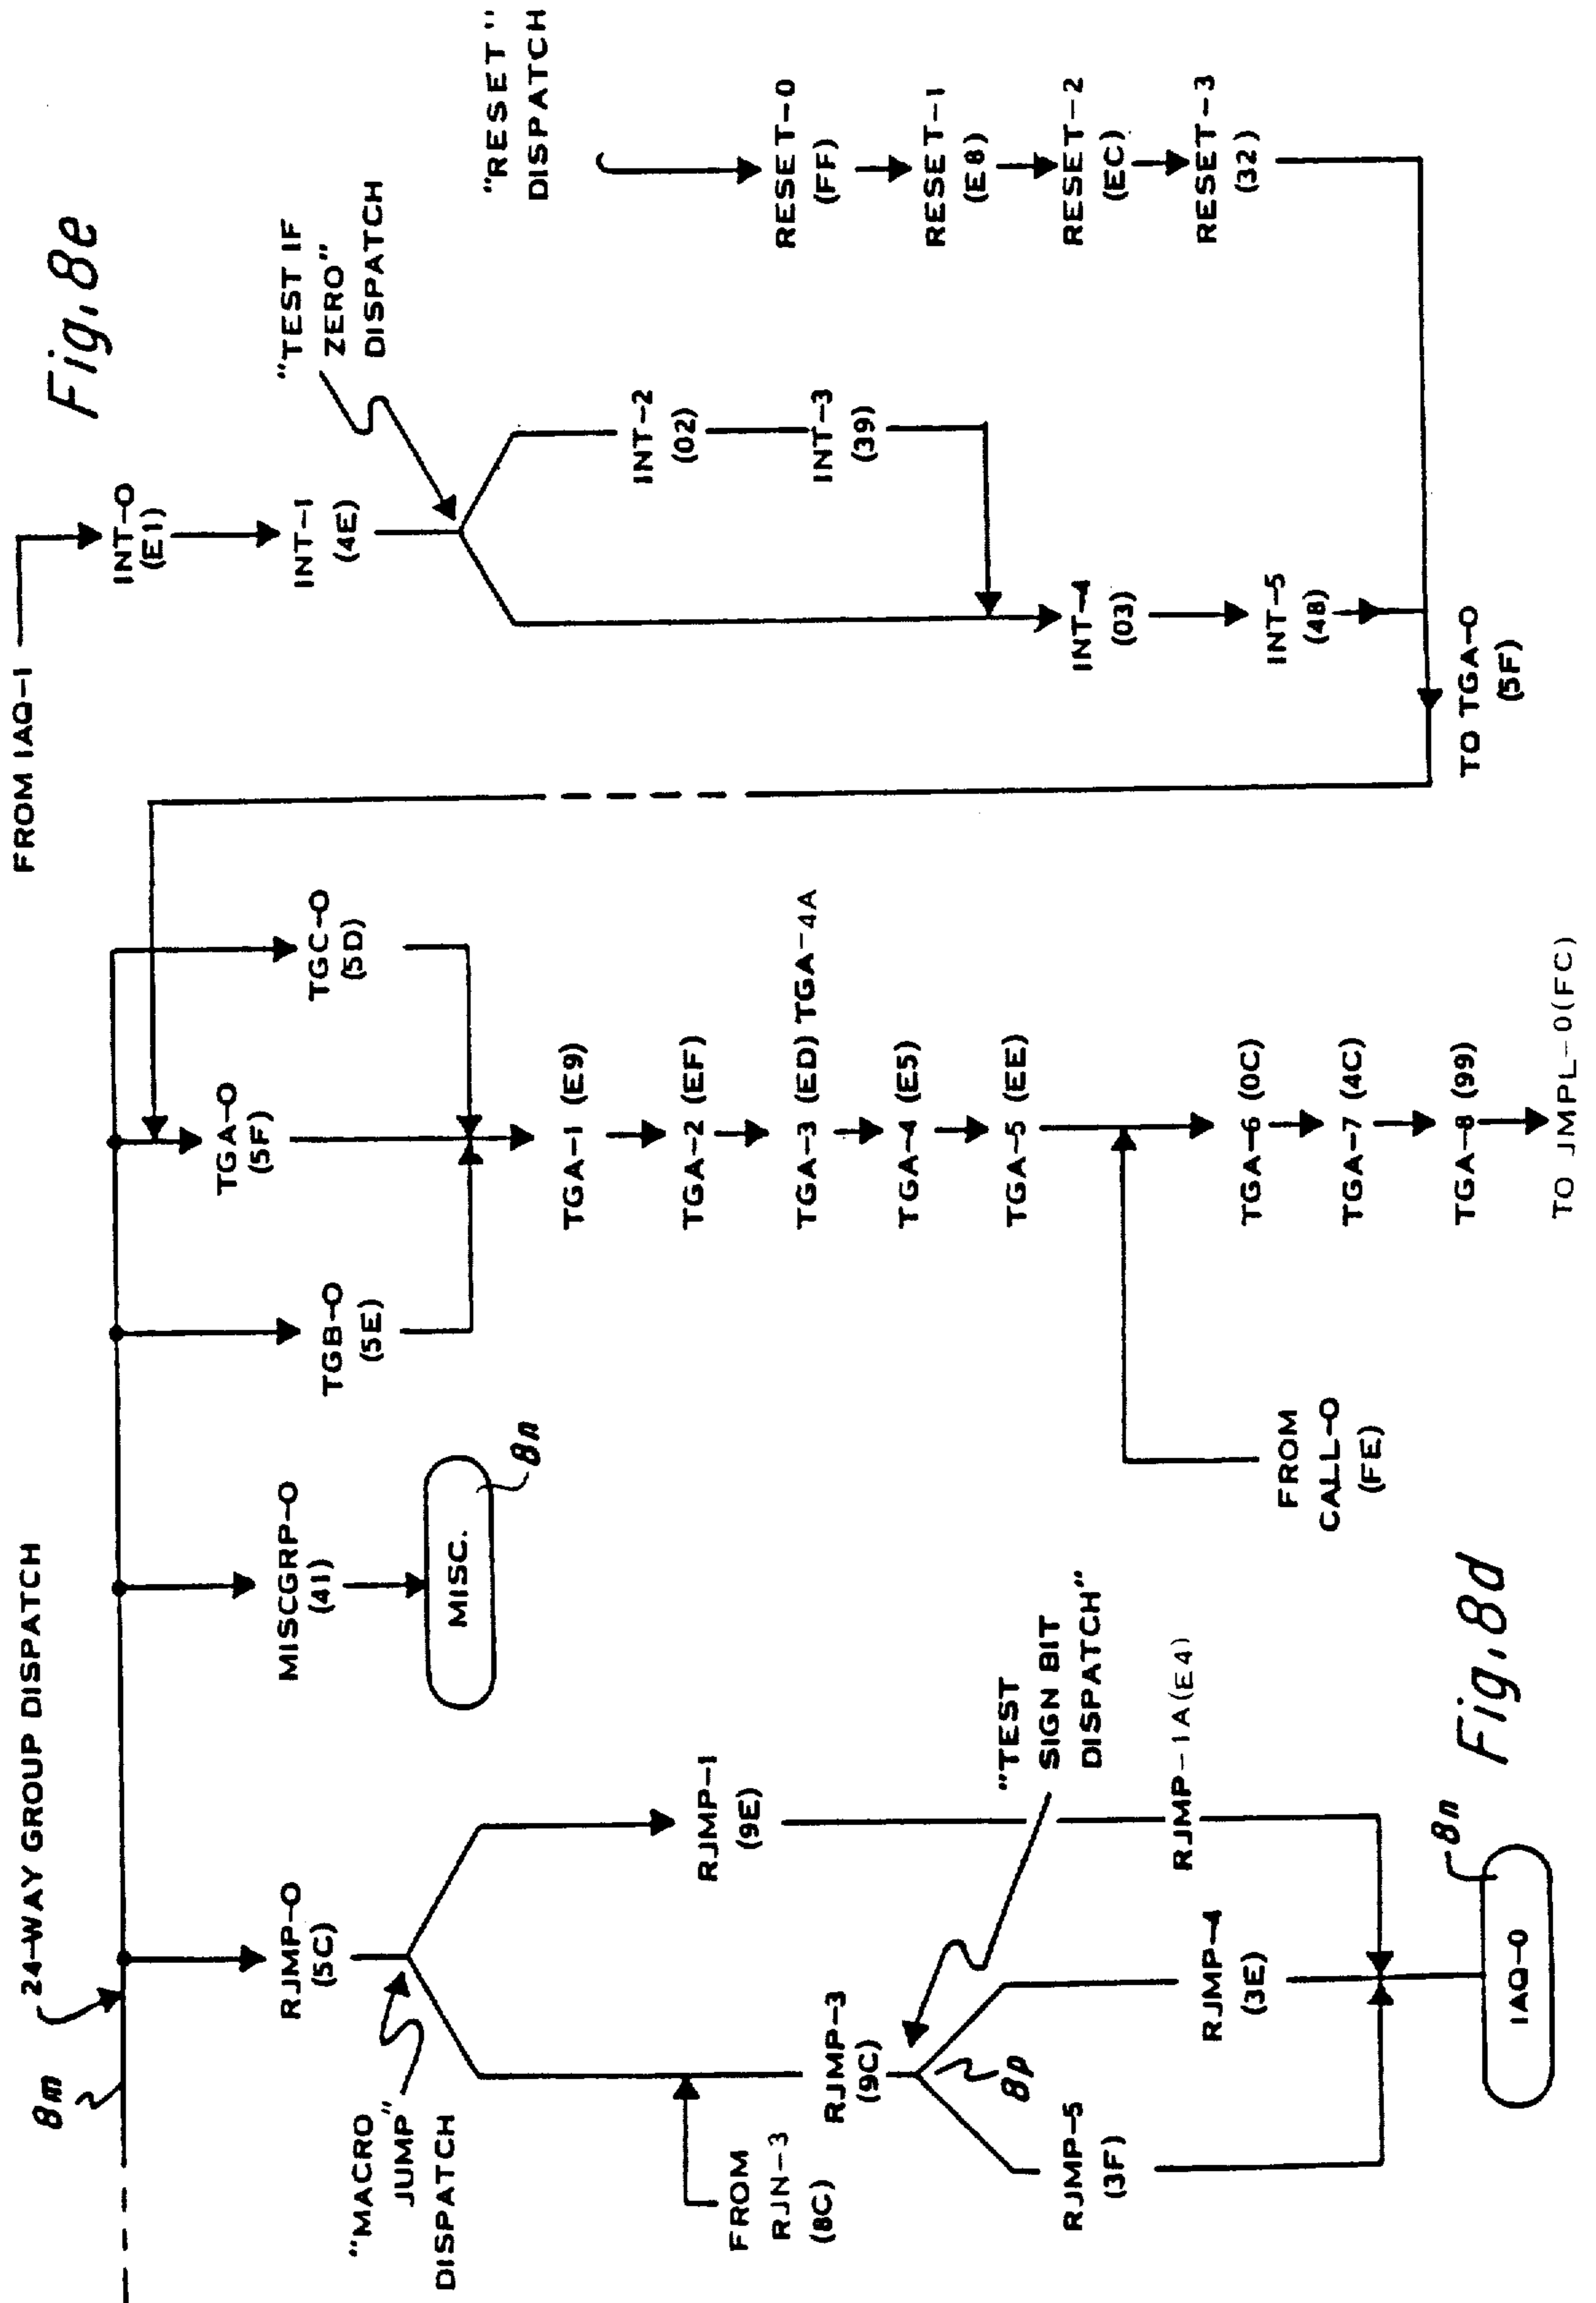 24-WAY GROUP DISPATCH
8m
RJMP-0
(5C)
"MACRO
JUMP"
DISPATCH
FROM
RJN-3
(8C)
RJMP-1
(9E)
RJMP-3
(9C)
"TEST
SIGN BIT
DISPATCH"
8p
RJMP-5
(3F)
RJMP-4
(3E)
RJMP-1A(E4)
IAQ-0
8n
Fig. 8d
MISCGRP-0
(41)
MISC.
8n
TGB-0
(5E)
TGA-0
(5F)
TGC-0
(5D)
TGA-1 (E9)
TGA-2 (EF)
TGA-3 (ED) TGA-4A
TGA-4 (E5)
TGA-5 (EE)
FROM
CALL-0
(FE)
TGA-6 (0C)
TGA-7 (4C)
TGA-8 (99)
TO JMPL-0(FC)
FROM IAQ-1
Fig. 8e
INT-0
(E1)
INT-1
(4E)
"TEST IF
ZERO"
DISPATCH
INT-2
(02)
INT-3
(39)
INT-4
(03)
INT-5
(4B)
TO TGA-0
(5F)
"RESET"
DISPATCH
RESET-0
(FF)
RESET-1
(E8)
RESET-2
(EC)
RESET-3
(32)